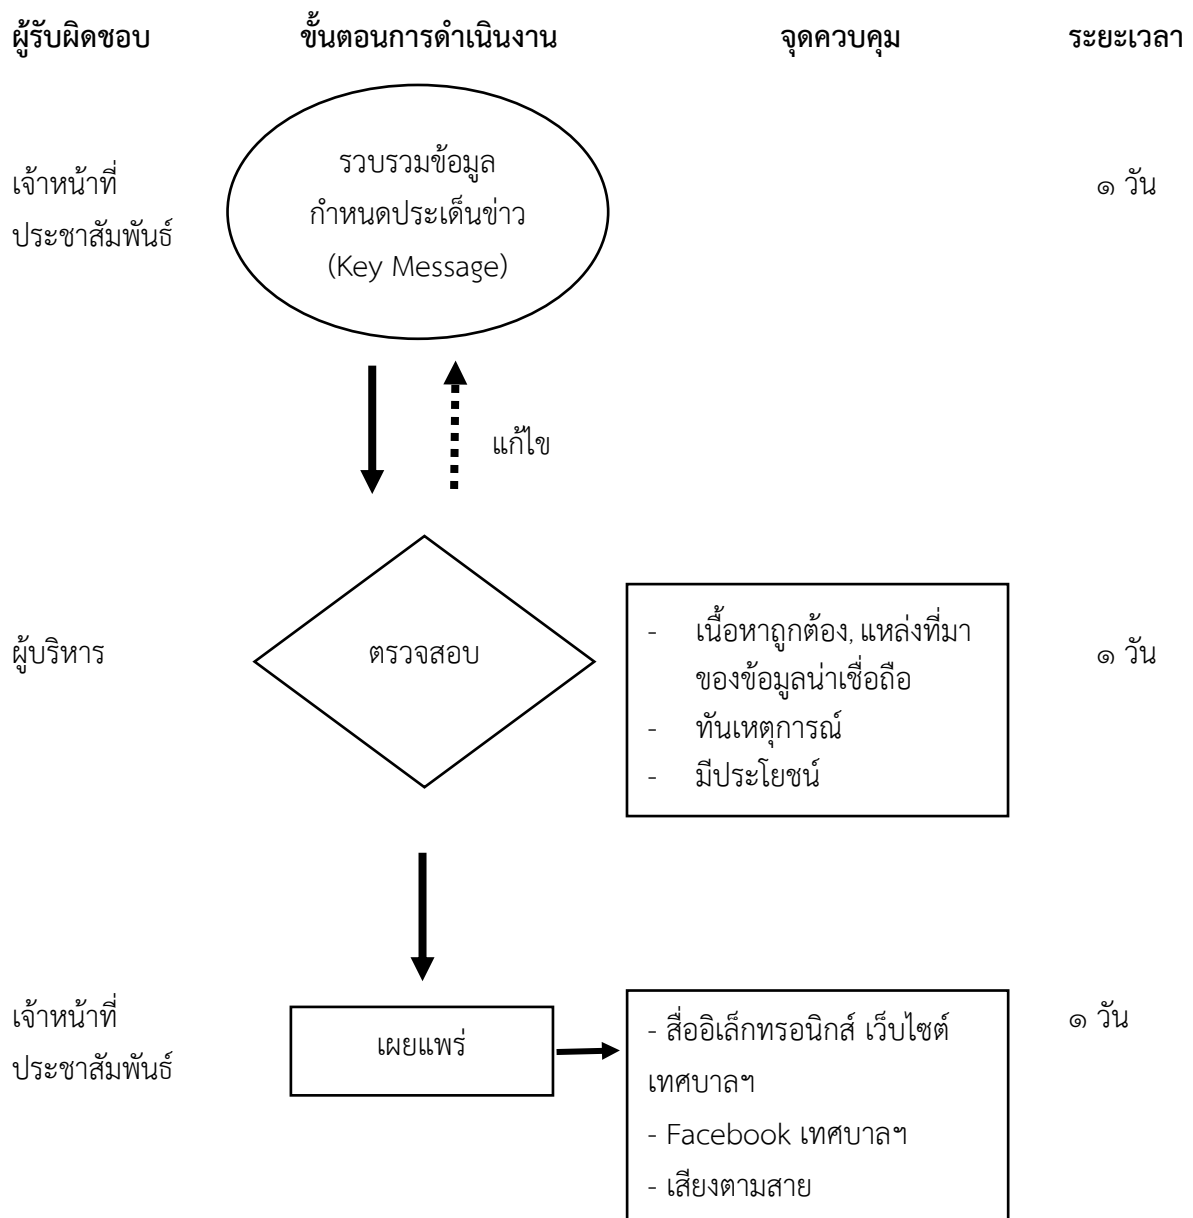 ผู้รับผิดชอบ ขั้นตอนการดำเนินงาน จุดควบคุม ระยะเวลา
รวบรวมข้อมูล
กำหนดประเด็นข่าว
(Key Message)
เจ้าหน้าที่
ประชาสัมพันธ์
๑ วัน
แก้ไข
ผู้บริหาร
ตรวจสอบ
- เนื้อหาถูกต้อง, แหล่งที่มา
ของข้อมูลน่าเชื่อถือ
- ทันเหตุการณ์
- มีประโยชน์
๑ วัน
เจ้าหน้าที่
ประชาสัมพันธ์
เผยแพร่
- สื่ออิเล็กทรอนิกส์ เว็บไซต์
เทศบาลฯ
- Facebook เทศบาลฯ
- เสียงตามสาย
๑ วัน